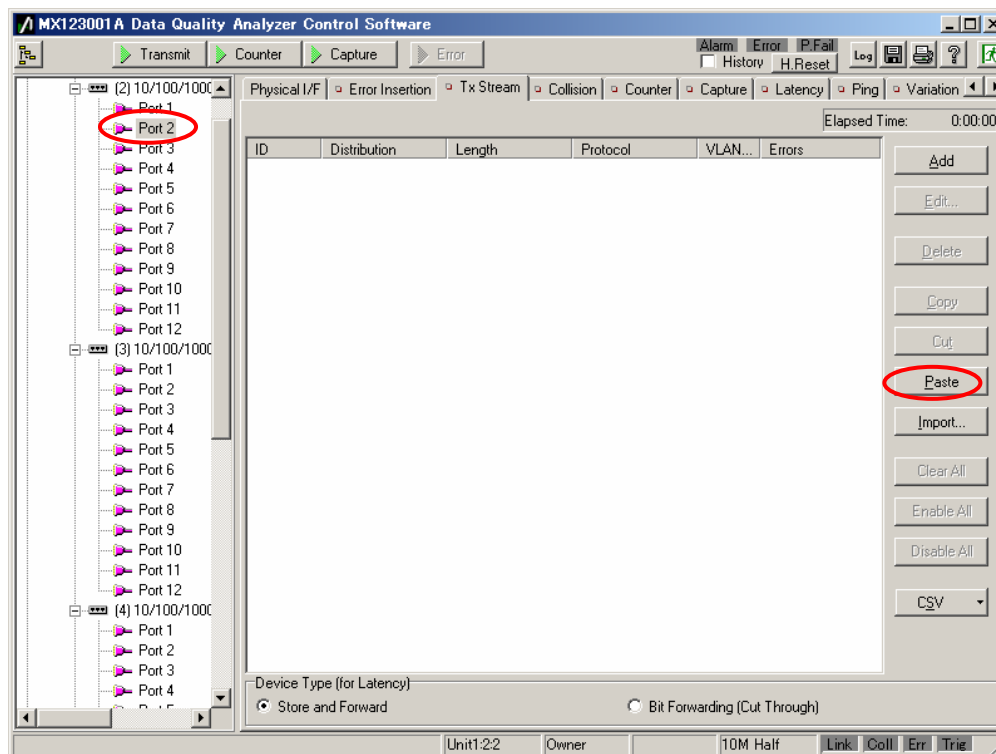 MX123001A Data Quality Analyzer Control Software
Transmit Counter Capture Error
Alarm Error P.Fail
History H.Reset
Log
?
(2) 10/100/1000
Port 1
Port 2
Port 3
Port 4
Port 5
Port 6
Port 7
Port 8
Port 9
Port 10
Port 11
Port 12
(3) 10/100/1000
Port 1
Port 2
Port 3
Port 4
Port 5
Port 6
Port 7
Port 8
Port 9
Port 10
Port 11
Port 12
(4) 10/100/1000
Port 1
Port 2
Port 3
Port 4
Physical I/F Error Insertion Tx Stream Collision Counter Capture Latency Ping Variation
Elapsed Time: 0:00:00
ID Distribution Length Protocol VLAN... Errors
Add
Edit...
Delete
Copy
Cut
Paste
Import...
Clear All
Enable All
Disable All
CSV
Device Type (for Latency)
Store and Forward
Bit Forwarding (Cut Through)
Unit1:2:2 Owner 10M Half Link Coll Err Trig